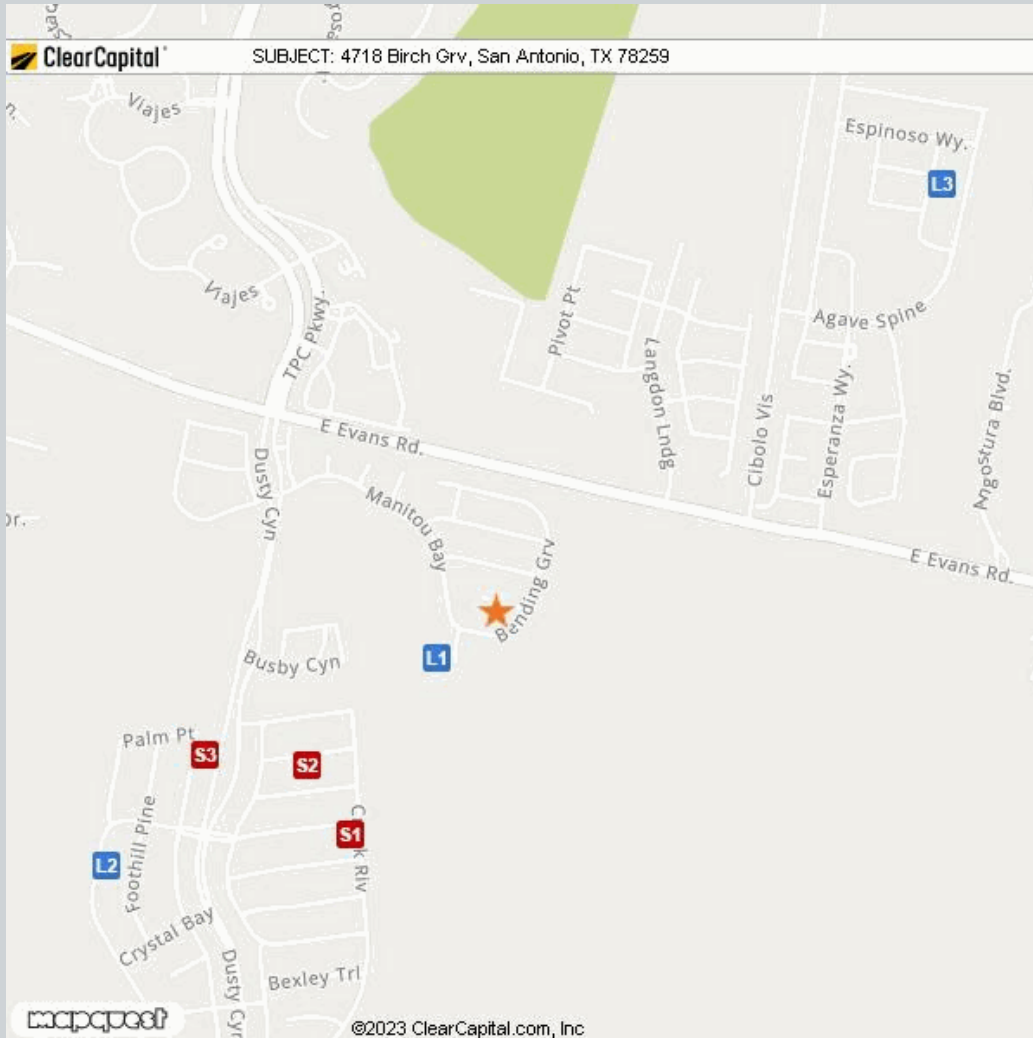 ClearCapital
SUBJECT: 4718 Birch Grv, San Antonio, TX 78259
Viajes
Espinoso Wy.
L3
Viajes
TPC Pkwy.
Pivot Pt
Agave Spine
Langdon Lndg
Cibolo Vis
Esperanza Wy.
Angostura Blvd.
E Evans Rd.
Dusty Cyn
Manitou Bay
E Evans Rd.
Bending Grv
L1
Busby Cyn
Palm Pt
S3
S2
S1
L2
Foothill Pine
Riv
Crystal Bay
Dusty Cyn
Bexley Trl
mapquest
©2023 ClearCapital.com, Inc